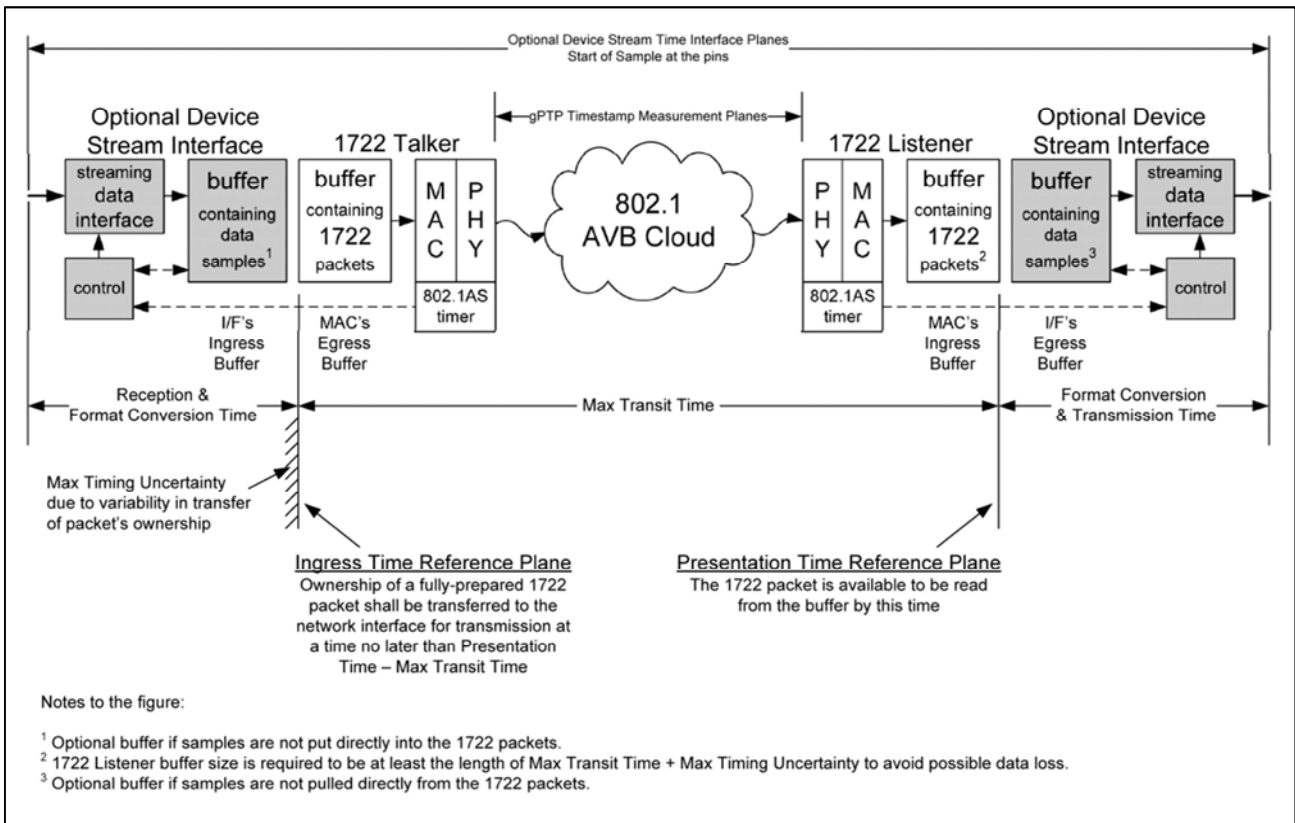 Optional Device Stream Time Interface Planes
Start of Sample at the pins
gPTP Timestamp Measurement Planes
Optional Device
Stream Interface
1722 Talker
1722 Listener
Optional Device
Stream Interface
streaming
data
interface
control
buffer
containing
data
samples1
buffer
containing
1722
packets
MAC
PHY
802.1AS
timer
802.1
AVB Cloud
PHY
MAC
802.1AS
timer
buffer
containing
1722
packets2
buffer
containing
data
samples3
streaming
data
interface
control
I/F's
Ingress
Buffer
MAC's
Egress
Buffer
MAC's
Ingress
Buffer
I/F's
Egress
Buffer
Reception &
Format Conversion Time
Max Transit Time
Format Conversion
& Transmission Time
Max Timing Uncertainty
due to variability in transfer
of packet's ownership
Ingress Time Reference Plane
Ownership of a fully-prepared 1722
packet shall be transferred to the
network interface for transmission at
a time no later than Presentation
Time – Max Transit Time
Presentation Time Reference Plane
The 1722 packet is available to be read
from the buffer by this time
Notes to the figure:
1 Optional buffer if samples are not put directly into the 1722 packets.
2 1722 Listener buffer size is required to be at least the length of Max Transit Time + Max Timing Uncertainty to avoid possible data loss.
3 Optional buffer if samples are not pulled directly from the 1722 packets.